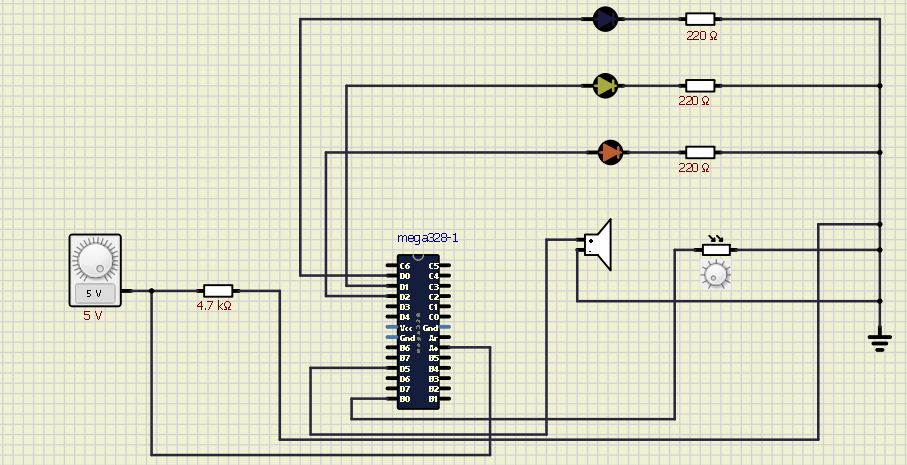 220 Ω
220 Ω
220 Ω
mega328-1
5 V
5 V
4.7 kΩ
C6 C5
D0 C4
D1 C3
D2 C2
D3 C1
D4 C0
Vcc Gnd
Gnd Ar
B6 A+
B7 B5
D5 B4
D6 B3
D7 B2
B0 B1